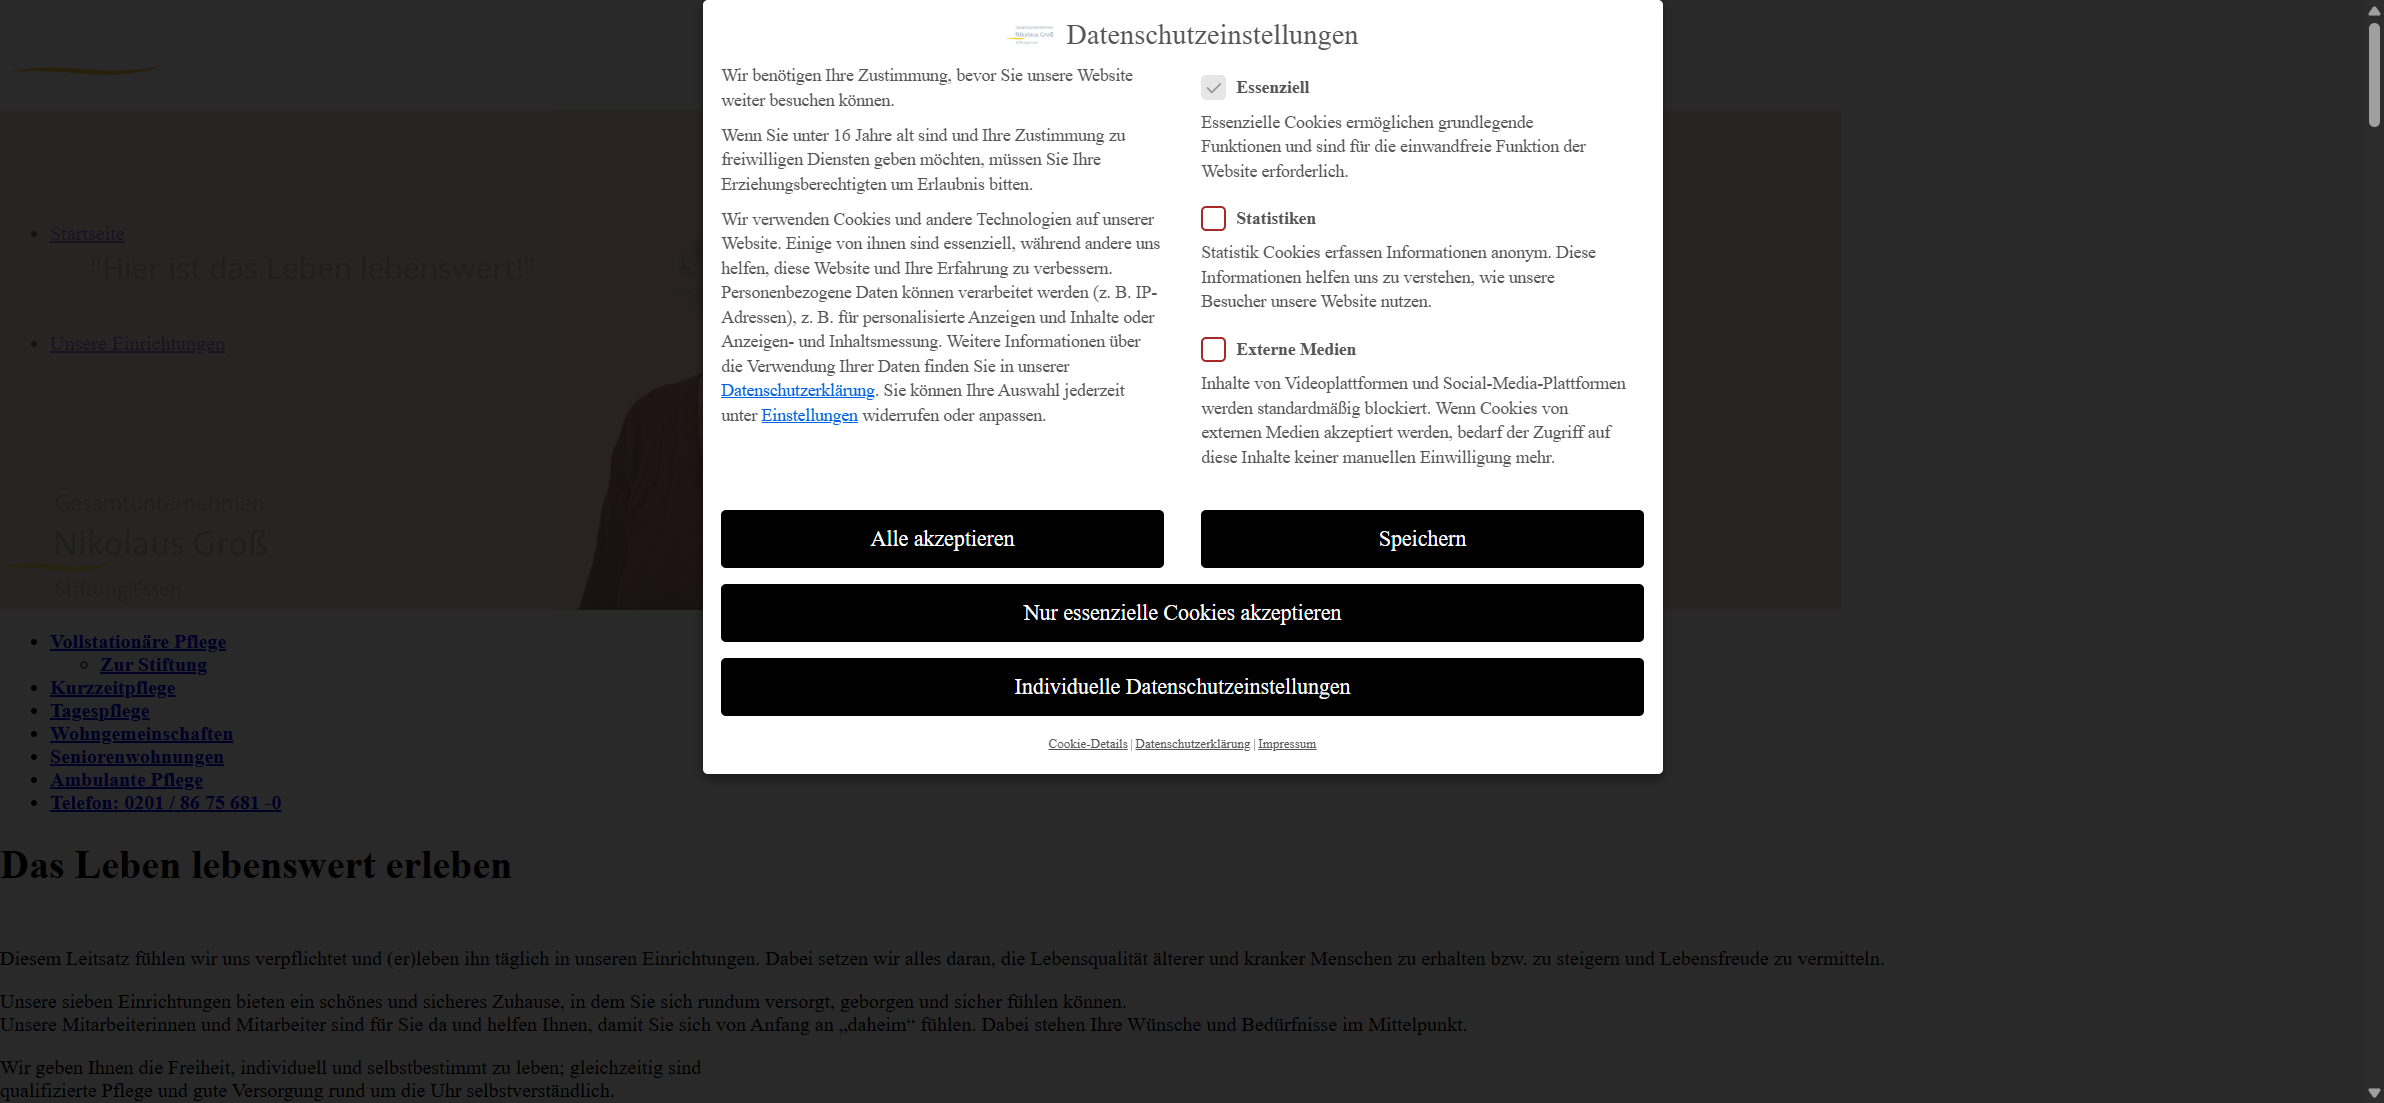 Gesamtunternehmen
Nikolaus Groß
Datenschutzeinstellungen
Wir benötigen Ihre Zustimmung, bevor Sie unsere Website
weiter besuchen können.
Wenn Sie unter 16 Jahre alt sind und Ihre Zustimmung zu
freiwilligen Diensten geben möchten, müssen Sie Ihre
Erziehungsberechtigten um Erlaubnis bitten.
Wir verwenden Cookies und andere Technologien auf unserer
Website. Einige von ihnen sind essenziell, während andere uns
helfen, diese Website und Ihre Erfahrung zu verbessern.
Personenbezogene Daten können verarbeitet werden (z. B. IP-
Adressen), z. B. für personalisierte Anzeigen und Inhalte oder
Anzeigen- und Inhaltsmessung. Weitere Informationen über
die Verwendung Ihrer Daten finden Sie in unserer
Datenschutzerklärung. Sie können Ihre Auswahl jederzeit
unter Einstellungen widerrufen oder anpassen.
Essenziell
Essenzielle Cookies ermöglichen grundlegende
Funktionen und sind für die einwandfreie Funktion der
Website erforderlich.
Statistiken
Statistik Cookies erfassen Informationen anonym. Diese
Informationen helfen uns zu verstehen, wie unsere
Besucher unsere Website nutzen.
Externe Medien
Inhalte von Videoplattformen und Social-Media-Plattformen
werden standardmäßig blockiert. Wenn Cookies von
externen Medien akzeptiert werden, bedarf der Zugriff auf
diese Inhalte keiner manuellen Einwilligung mehr.
Alle akzeptieren
Speichern
Nur essenzielle Cookies akzeptieren
Individuelle Datenschutzeinstellungen
Cookie-Details | Datenschutzerklärung | Impressum
Startseite
"Hier ist das Leben lebenswert!"
Unsere Einrichtungen
Gesamtunternehmen
Nikolaus Groß
Stiftung Essen
Vollstationäre Pflege
Zur Stiftung
Kurzzeitpflege
Tagespflege
Wohngemeinschaften
Seniorenwohnungen
Ambulante Pflege
Telefon: 0201 / 86 75 681 -0
Das Leben lebenswert erleben
Diesem Leitsatz fühlen wir uns verpflichtet und (er)leben ihn täglich in unseren Einrichtungen. Dabei setzen wir alles daran, die Lebensqualität älterer und kranker Menschen zu erhalten bzw. zu steigern und Lebensfreude zu vermitteln.
Unsere sieben Einrichtungen bieten ein schönes und sicheres Zuhause, in dem Sie sich rundum versorgt, geborgen und sicher fühlen können.
Unsere Mitarbeiterinnen und Mitarbeiter sind für Sie da und helfen Ihnen, damit Sie sich von Anfang an „daheim“ fühlen. Dabei stehen Ihre Wünsche und Bedürfnisse im Mittelpunkt.
Wir geben Ihnen die Freiheit, individuell und selbstbestimmt zu leben; gleichzeitig sind
qualifizierte Pflege und gute Versorgung rund um die Uhr selbstverständlich.